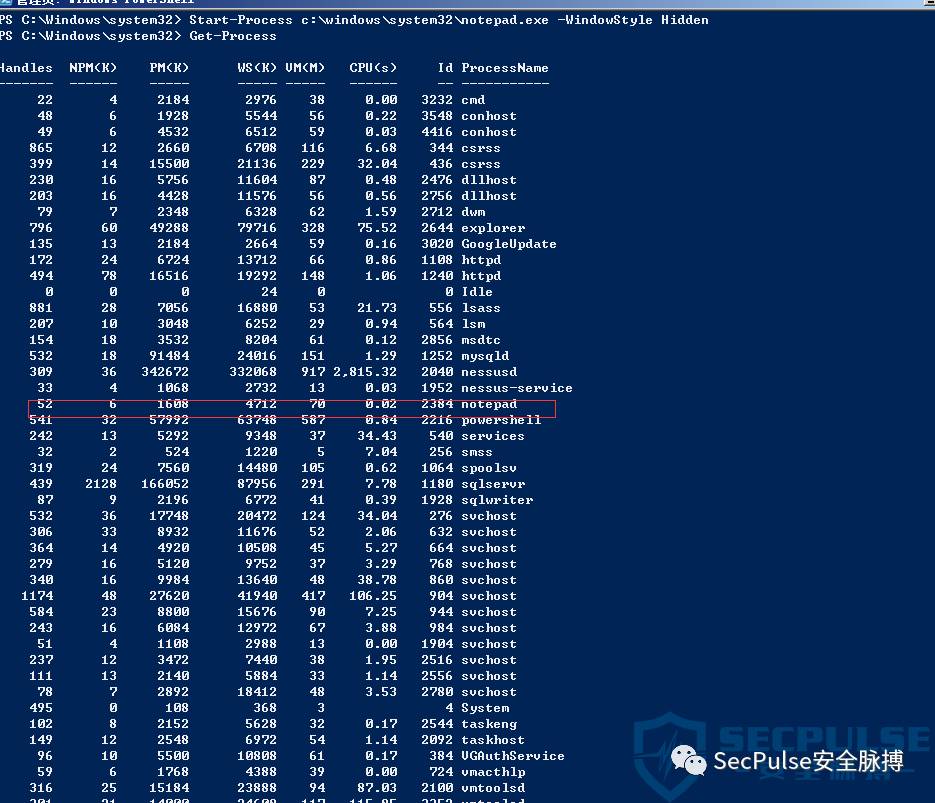 管理员: Windows PowerShell
PS C:\Windows\system32> Start-Process c:\windows\system32\notepad.exe -WindowStyle Hidden
PS C:\Windows\system32> Get-Process
Handles NPM(K) PM(K) WS(K) VM(M) CPU(s) Id ProcessName
------- ------ ----- ----- ----- ------ -- -----------
22 4 2184 2976 38 0.00 3232 cmd
48 6 1928 5544 56 0.22 3548 conhost
49 6 4532 6512 59 0.03 4416 conhost
865 12 2660 6708 116 6.68 344 csrss
399 14 15500 21136 229 32.04 436 csrss
230 16 5756 11604 87 0.48 2476 dllhost
203 16 4428 11576 56 0.56 2756 dllhost
79 7 2348 6328 62 1.59 2712 dwm
796 60 49288 79716 328 75.52 2644 explorer
135 13 2184 2664 59 0.16 3020 GoogleUpdate
172 24 6724 13712 66 0.86 1108 httpd
494 78 16516 19292 148 1.06 1240 httpd
0 0 0 24 0 0 Idle
881 28 7056 16880 53 21.73 556 lsass
207 10 3048 6252 29 0.94 564 lsm
154 18 3532 8204 61 0.12 2856 msdtc
532 18 91484 24016 151 1.29 1252 mysqld
309 36 342672 332068 917 2,815.32 2040 nessusd
33 4 1068 2732 13 0.03 1952 nessus-service
52 6 1608 4712 70 0.02 2384 notepad
541 32 57992 63748 587 0.84 2216 powershell
242 13 5292 9348 37 34.43 540 services
32 2 524 1220 5 7.04 256 smss
319 24 7560 14480 105 0.62 1064 spoolsv
439 2128 166052 87956 291 7.78 1180 sqlservr
87 9 2196 6772 41 0.39 1928 sqlwriter
532 36 17748 20472 124 34.04 276 svchost
306 33 8932 11676 52 2.06 632 svchost
364 14 4920 10508 45 5.27 664 svchost
279 16 5120 9752 37 3.29 768 svchost
340 16 9984 13640 48 38.78 860 svchost
1174 48 27620 41940 417 106.25 904 svchost
584 23 8800 15676 90 7.25 944 svchost
243 16 6084 12972 67 3.88 984 svchost
51 4 1108 2988 13 0.00 1904 svchost
237 12 3472 7440 38 1.95 2516 svchost
111 13 2140 5884 33 1.14 2556 svchost
78 7 2892 18412 48 3.53 2780 svchost
495 0 108 368 3 4 System
102 8 2152 5628 32 0.17 2544 taskeng
149 12 2548 6972 54 1.14 2092 taskhost
96 10 5500 10808 61 0.17 384 VGAuthService
59 6 1768 4388 39 0.00 724 vmacthlp
316 25 15184 23888 94 87.03 2100 vmtoolsd
SECPULSE
SecPulse安全脉搏